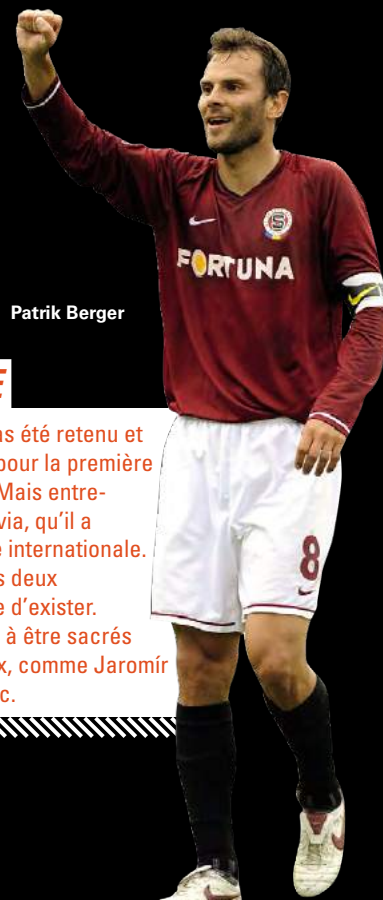 FORTUNA
Patrik Berger
E
as été retenu et
pour la première
Mais entre-
via, qu'il a
é internationale.
s deux
e d'exister.
à être sacrés
x, comme Jaromír
c.
8